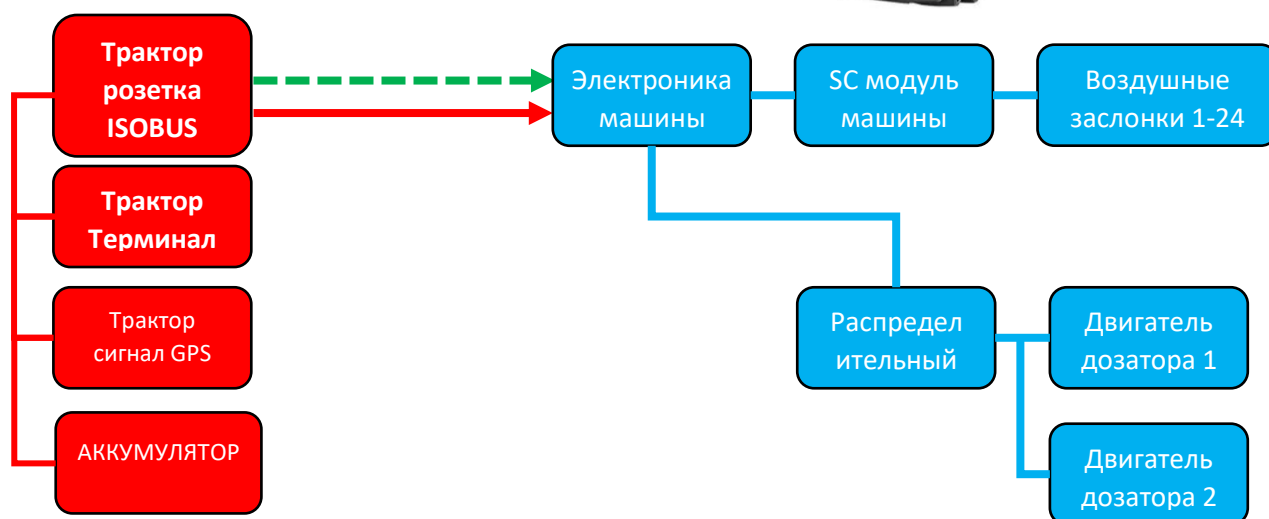 Трактор
розетка
ISOBUS
Электроника
машины
SC модуль
машины
Воздушные
заслонки 1-24
Трактор
Терминал
Трактор
сигнал GPS
Распредел
ительный
Двигатель
дозатора 1
АККУМУЛЯТОР
Двигатель
дозатора 2